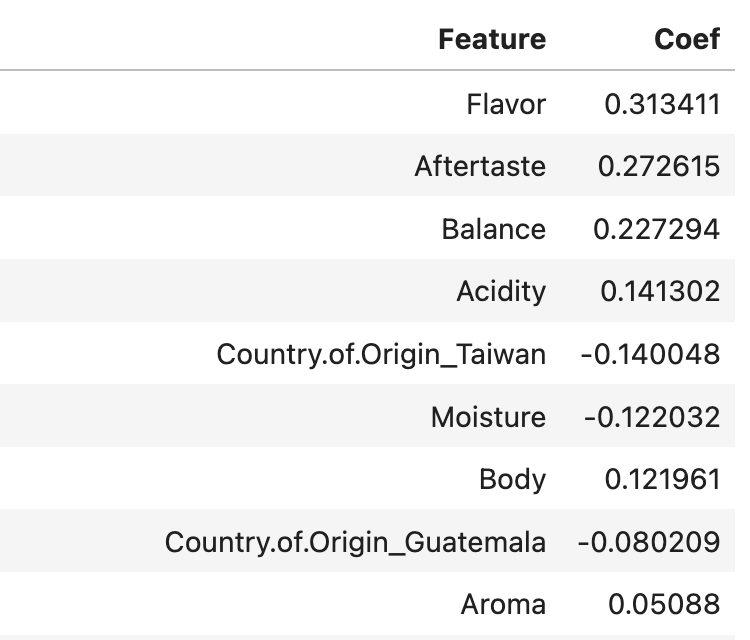 Feature Coef
Flavor 0.313411
Aftertaste 0.272615
Balance 0.227294
Acidity 0.141302
Country.of.Origin_Taiwan -0.140048
Moisture -0.122032
Body 0.121961
Country.of.Origin_Guatemala -0.080209
Aroma 0.05088